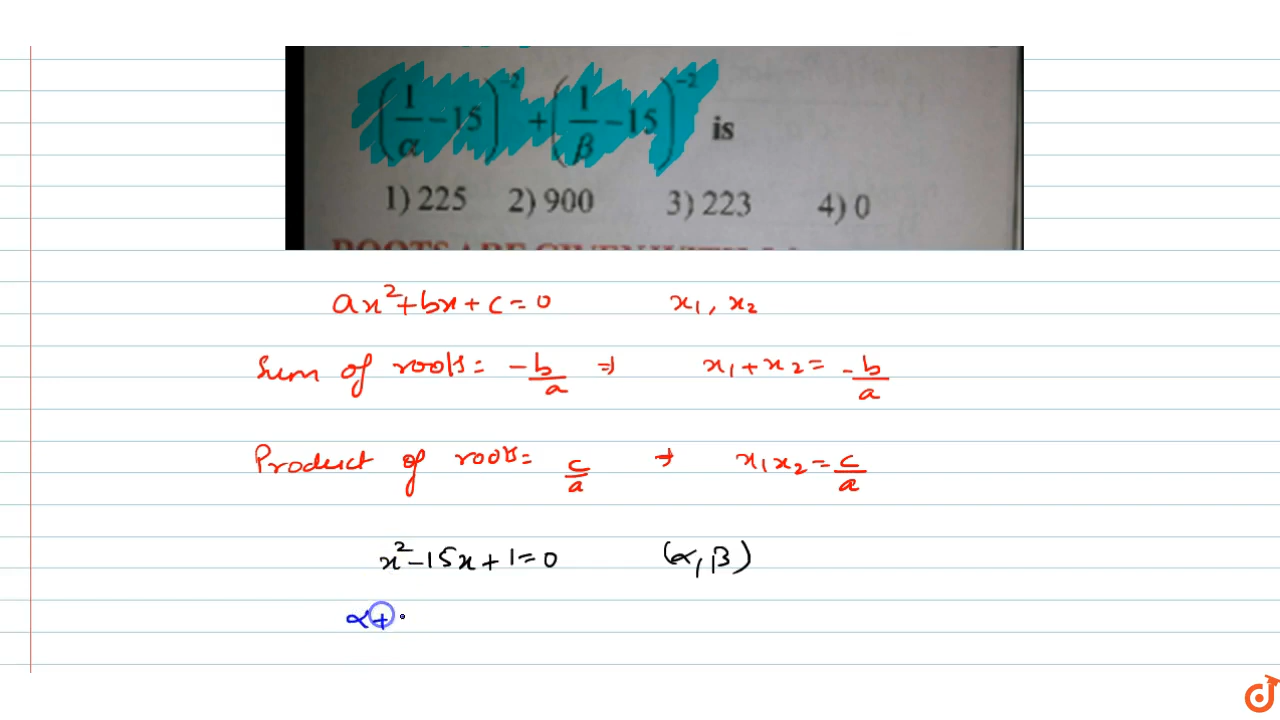 (1/α − 15)⁻² + (1/β − 15)⁻² is
1) 225 2) 900 3) 223 4) 0
ax² + bx + c = 0 x₁, x₂
Sum of roots = −b/a ⇒ x₁ + x₂ = −b/a
Product of roots = c/a → x₁x₂ = c/a
x² − 15x + 1 = 0 (α, β)
α +